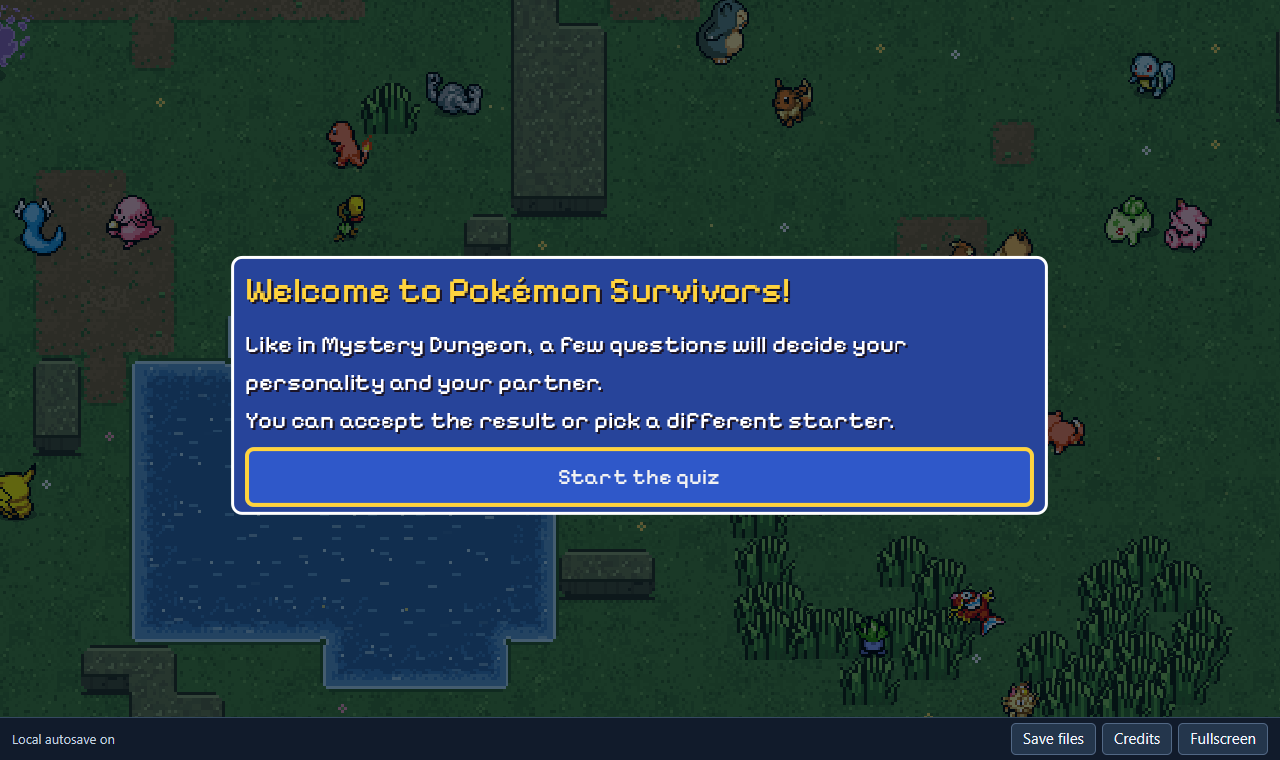 Welcome to Pokémon Survivors!
Like in Mystery Dungeon, a few questions will decide your
personality and your partner.
You can accept the result or pick a different starter.
Start the quiz
Local autosave on
Save files
Credits
Fullscreen